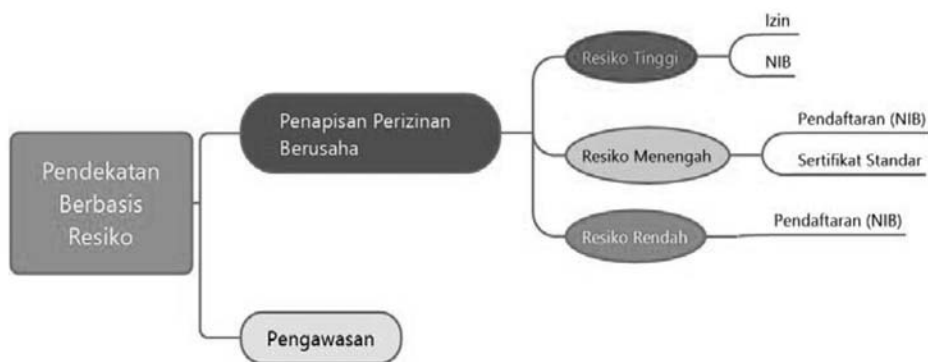 Pendekatan
Berbasis
Resiko
Penapisan Perizinan
Berusaha
Resiko Tinggi
Izin
NIB
Resiko Menengah
Pendaftaran (NIB)
Sertifikat Standar
Resiko Rendah
Pendaftaran (NIB)
Pengawasan